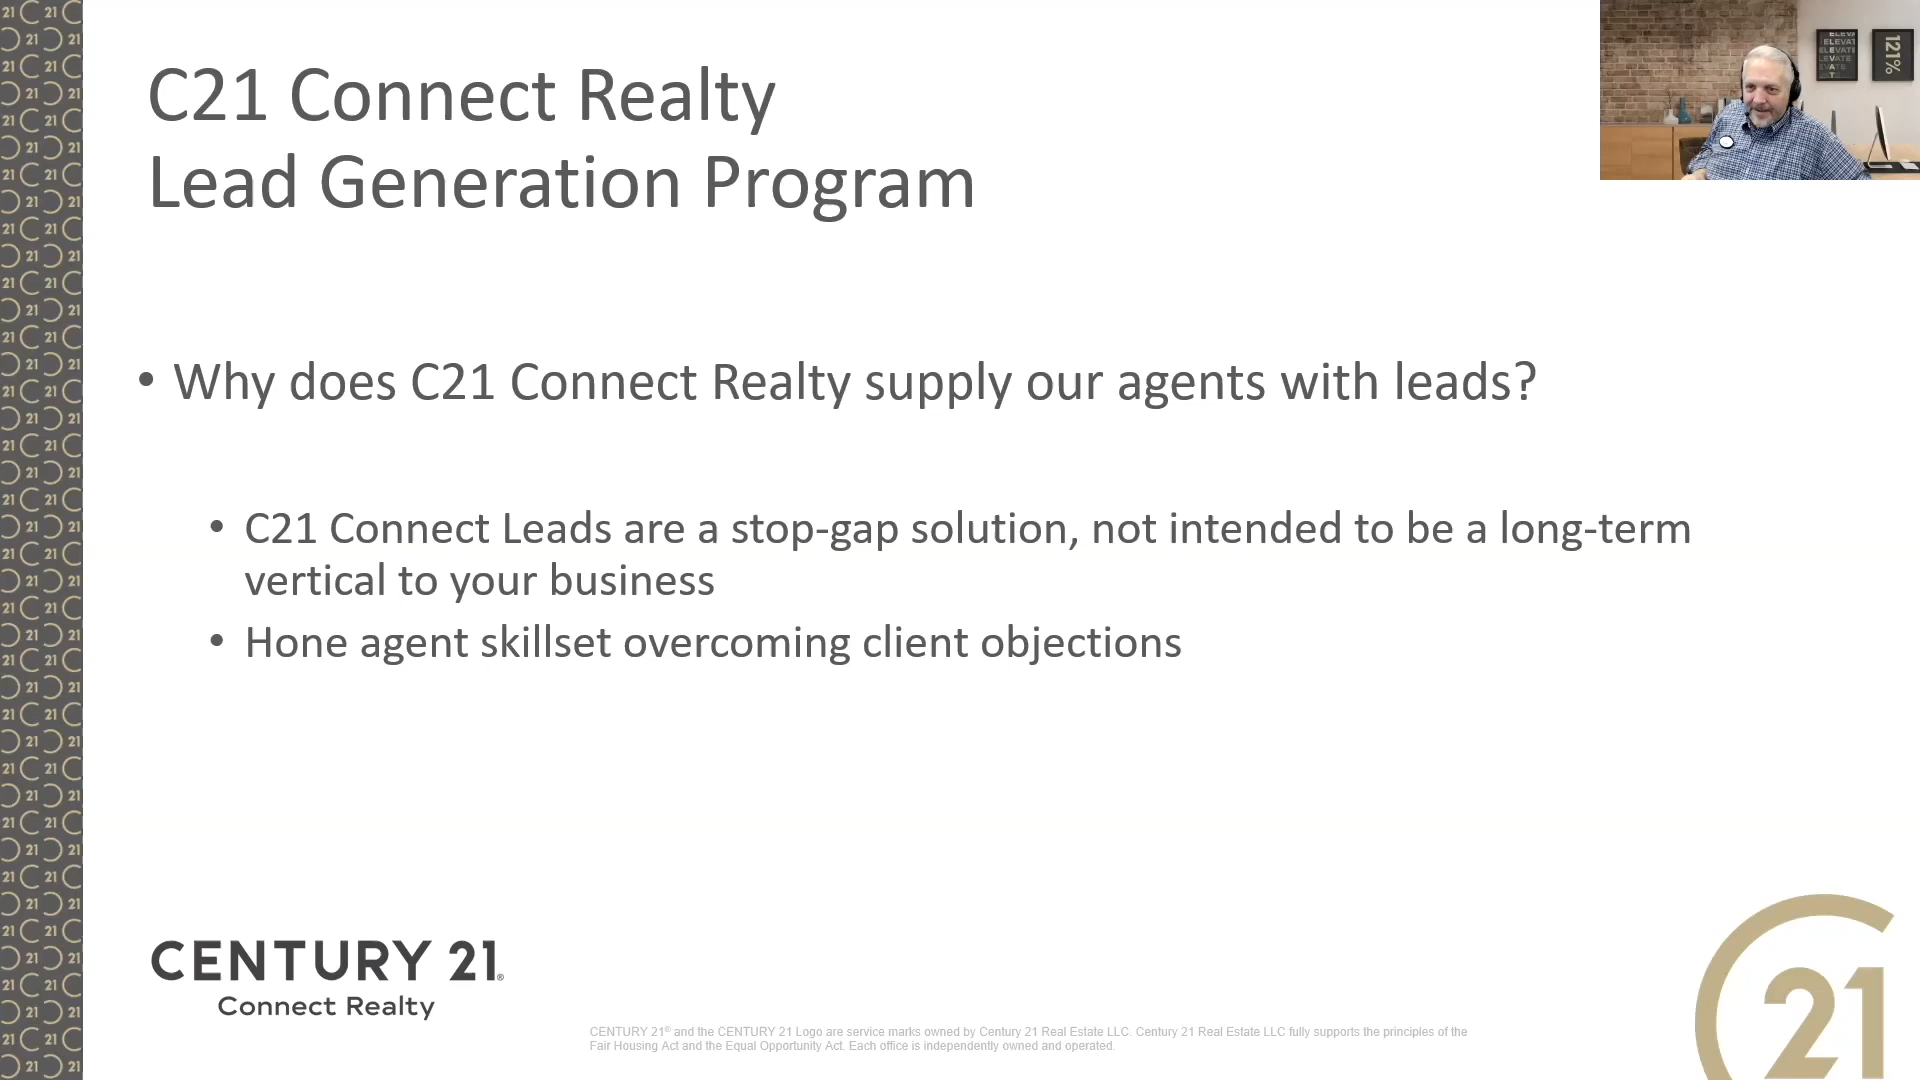 C21 Connect Realty
Lead Generation Program
• Why does C21 Connect Realty supply our agents with leads?
• C21 Connect Leads are a stop-gap solution, not intended to be a long-term
vertical to your business
• Hone agent skillset overcoming client objections
CENTURY 21®
Connect Realty
CENTURY 21® and the CENTURY 21 Logo are service marks owned by Century 21 Real Estate LLC. Century 21 Real Estate LLC fully supports the principles of the
Fair Housing Act and the Equal Opportunity Act. Each office is independently owned and operated.
C21
ELEVATE
121%